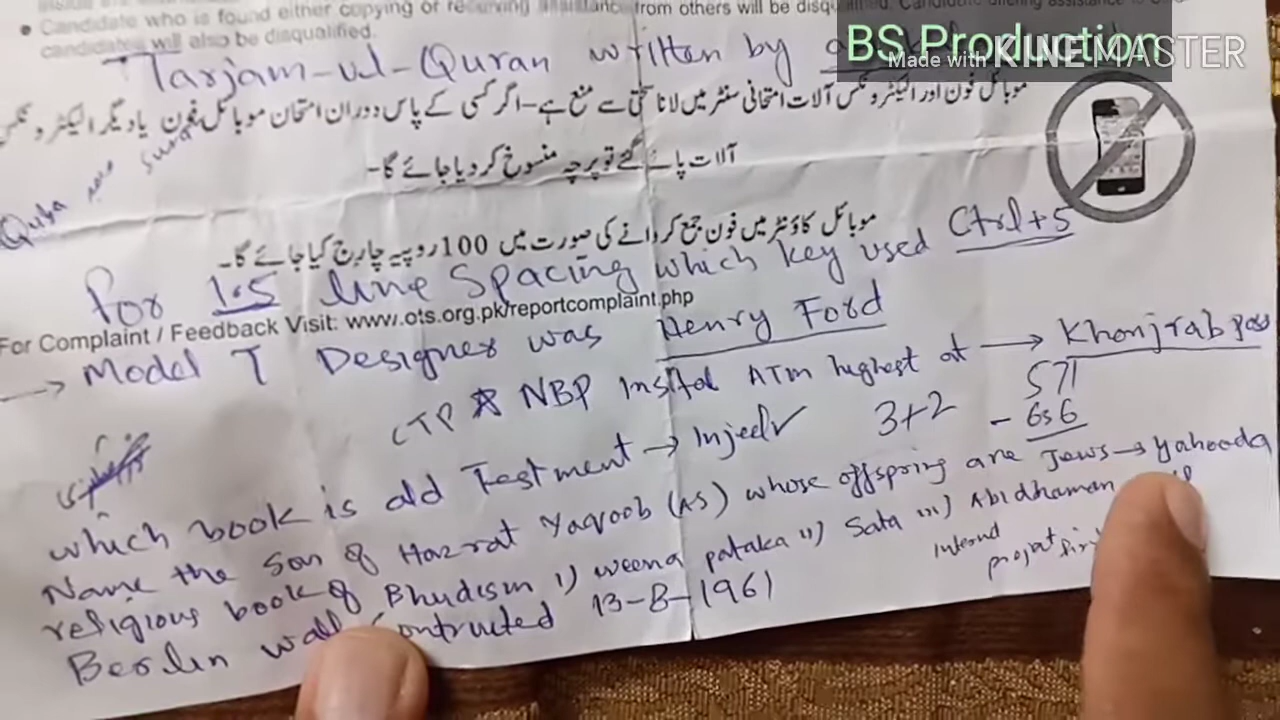 Candidate who is found either copying or receiving assistance from others will be
candidates will also be disqualified.
BS Production
Made with KINEMASTER
Tarjam-ul-Quran written by
موبائل فون اور الیکٹرونکس آلات امتحانی سنٹر میں لانا سختی سے منع ہے۔ اگر کسی کے پاس دوران امتحان موبائل فون یا دیگر الیکٹرونکس
آلات پائے گئے تو پرچہ منسوخ کر دیا جائے گا۔
Quba
موبائل کاؤنٹر میں فون جمع کروانے کی صورت میں 100 روپیہ چارج کیا جائے گا۔
for 1.5 line spacing which key used Ctrl+5
For Complaint / Feedback Visit: www.ots.org.pk/reportcomplaint.php
→ Model T Designer was Henry Ford
CTP NBP Instal ATM highest at → Khonjrab pass
571
3+2 - 656
which book is old Testment → Injeel
Name the son of Hazrat Yaqoob (AS) whose offspring are Jews → Yahooda
religious book of Bhudism i) weena pataka ii) Sata iii) Abidhaman
Berlin wall Contructed 13-8-1961